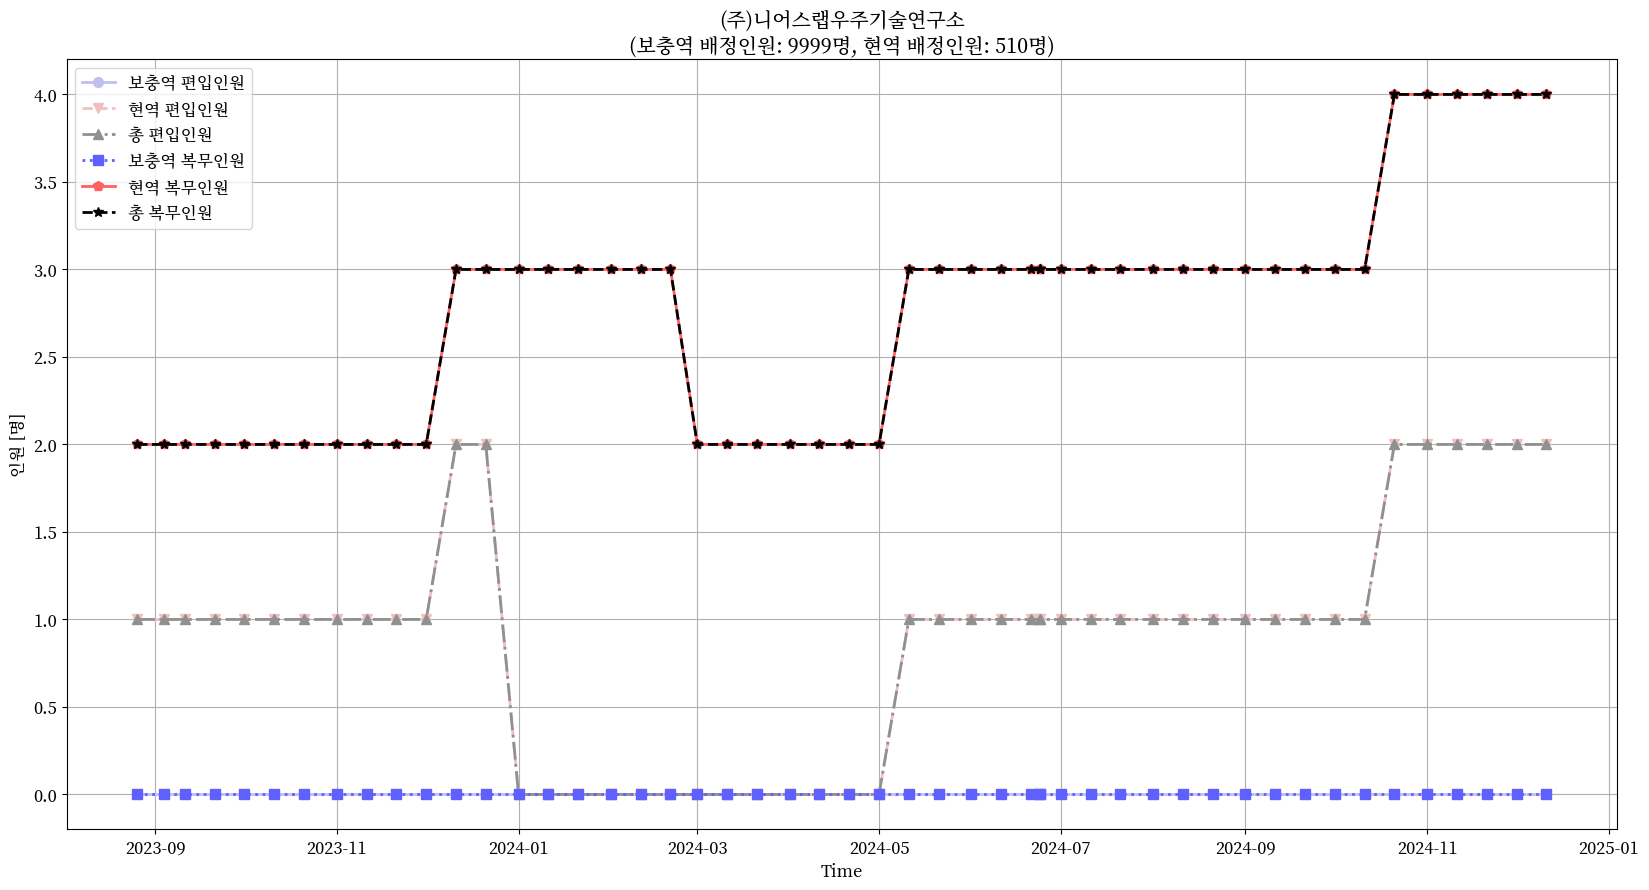 (주)니어스랩우주기술연구소
(보충역 배정인원: 9999명, 현역 배정인원: 510명)
보충역 편입인원
현역 편입인원
총 편입인원
보충역 복무인원
현역 복무인원
총 복무인원
인원 [명]
4.0
3.5
3.0
2.5
2.0
1.5
1.0
0.5
0.0
2023-09
2023-11
2024-01
2024-03
2024-05
2024-07
2024-09
2024-11
2025-01
Time